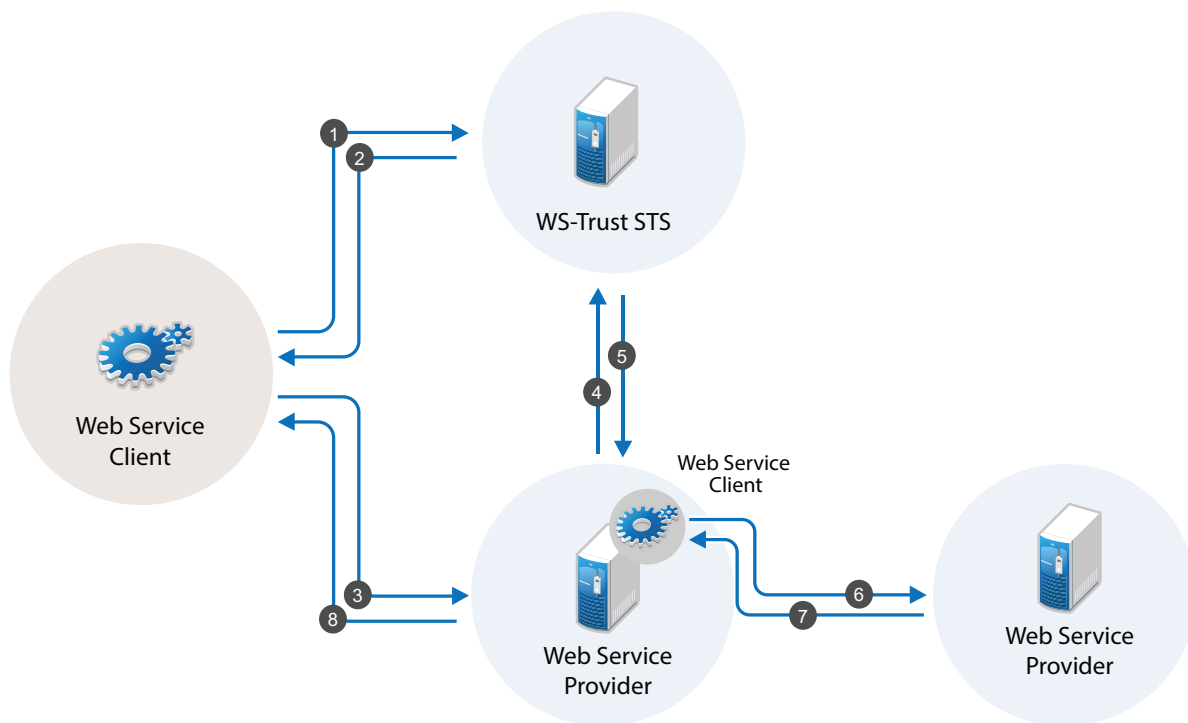 1
2
WS-Trust STS
5
4
Web Service
Client
Web Service
Client
3
8
6
7
Web Service
Provider
Web Service
Provider